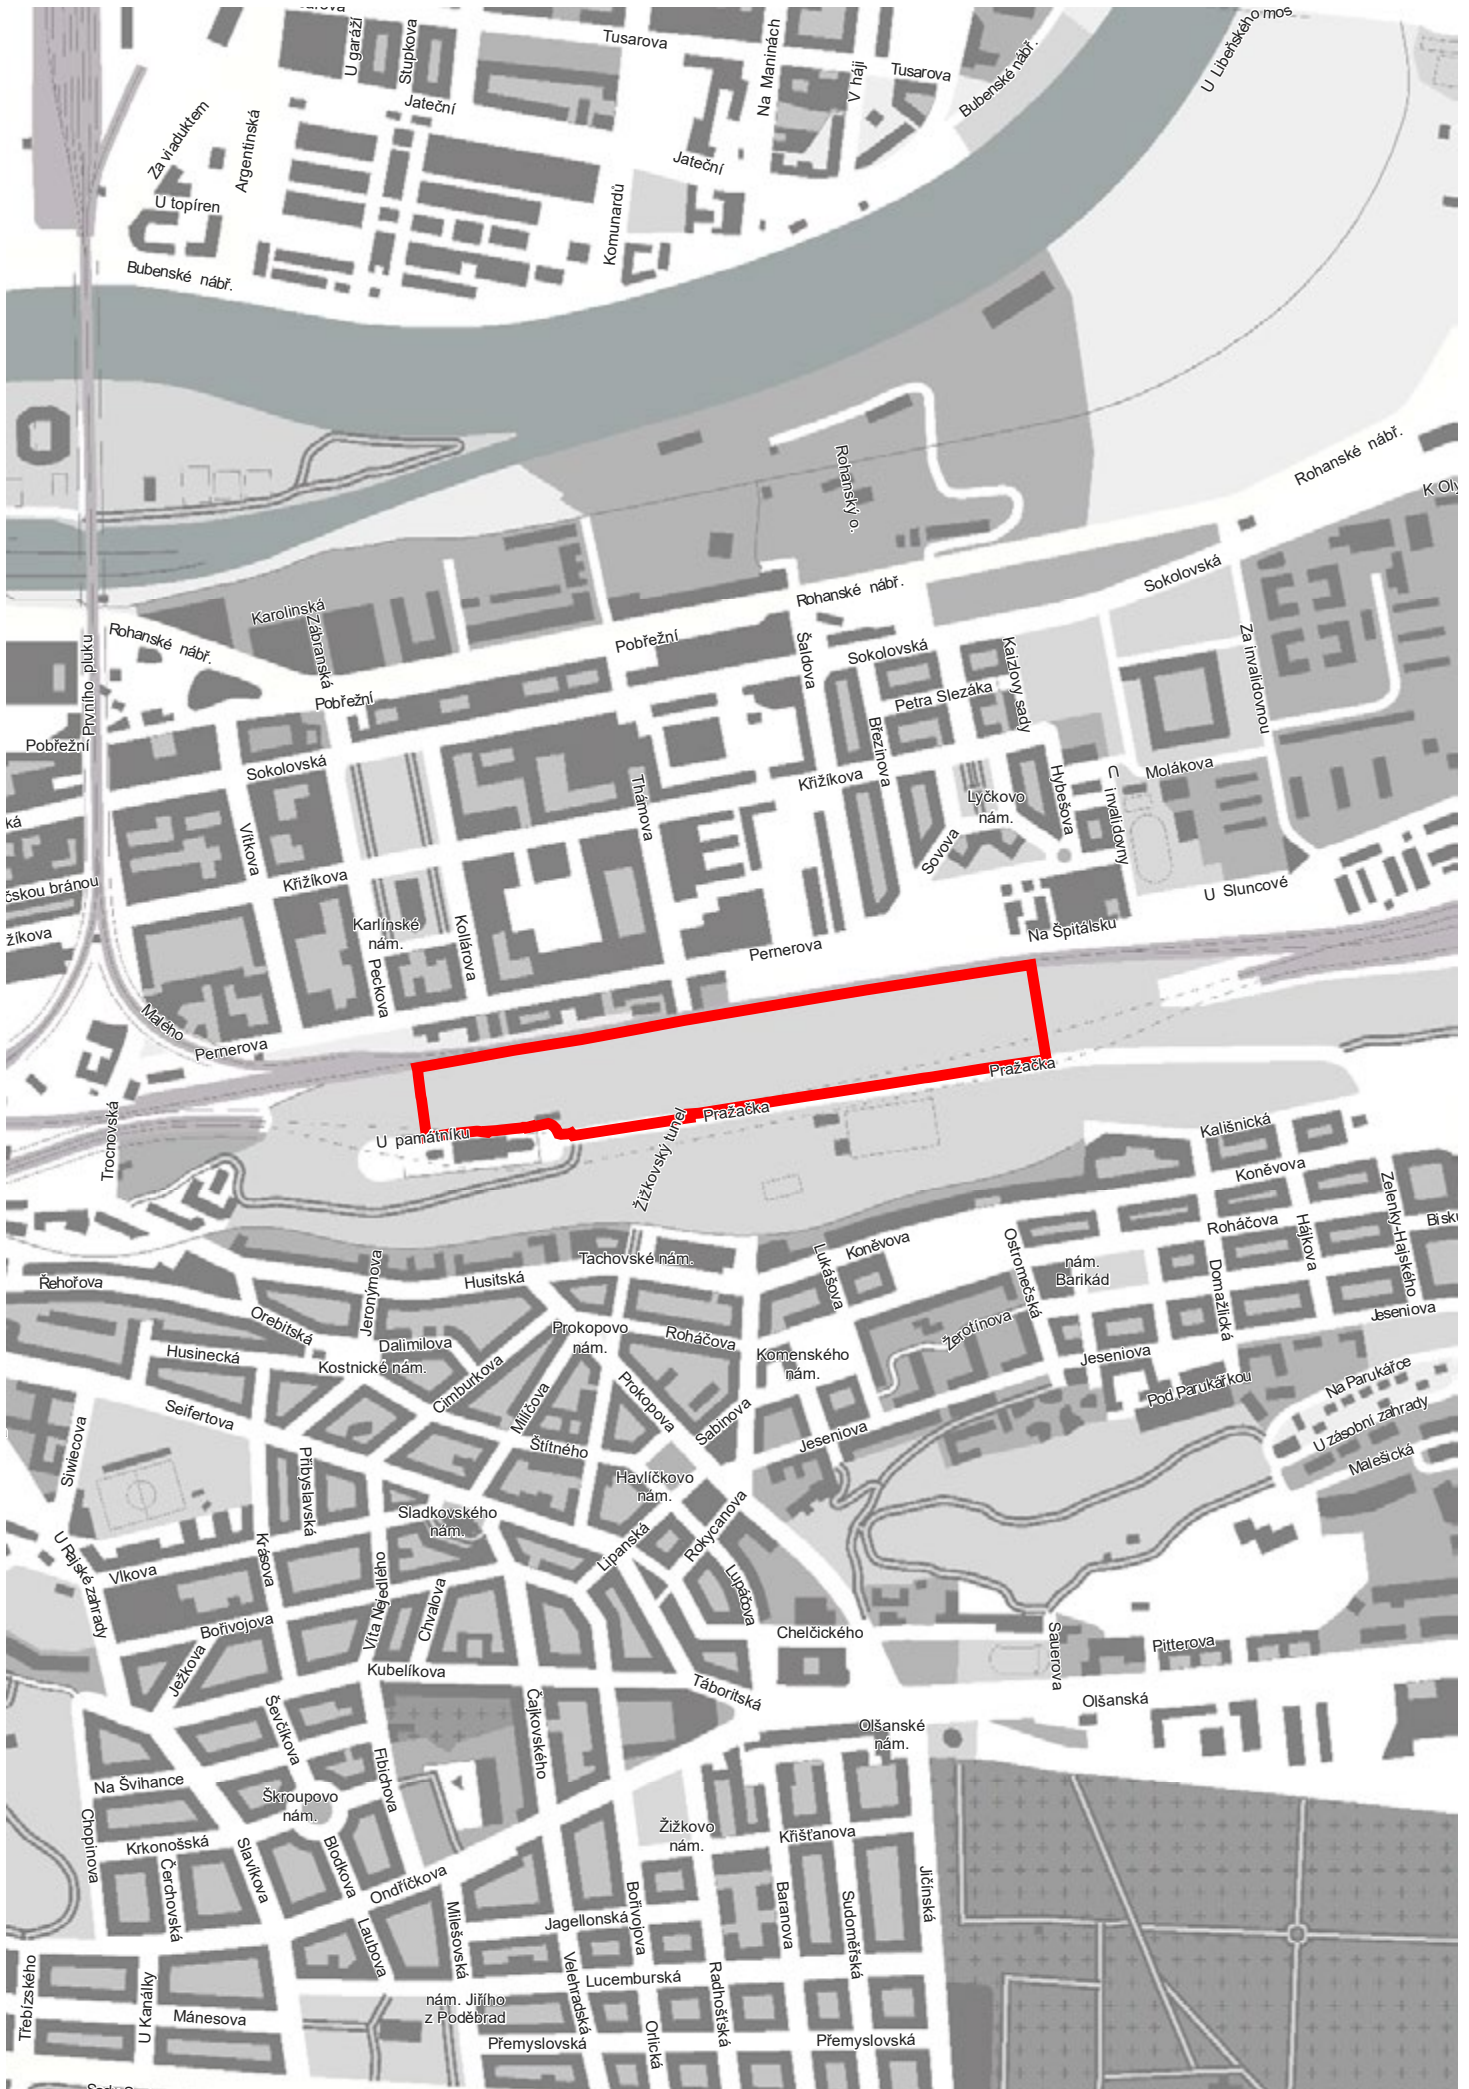 U garáží
Stupkova
Tusarova
Na Maninách
V háji
Tusarova
Bubenské nábř.
U Libeňského mos
Jateční
Za viaduktem
Argentinská
Jateční
U topíren
Komunardů
Bubenské nábř.
Rohanský o.
Rohanské nábř.
K Oly
Karolinská
Zábranská
Rohanské nábř.
Sokolovská
Rohanské nábř.
Prvního pluku
Pobřežní
Šaldova
Sokolovská
Kaizlovy sady
Za invalidovnou
Pobřežní
Petra Slezáka
Březinova
Pobřežní
Sokolovská
Křižíkova
Molákova
Thámova
Lyčkovo
nám.
Hybešova
U invalidovny
ká
Vítkova
Sovova
čskou bránou
Křižíkova
U Sluncové
Karlínské
nám.
Kollárova
žíkova
Pernerova
Na Špitálsku
Peckova
Malého
Pernerova
Pražačka
Trocnovská
U památníku
Pražačka
Žižkovský tunel
Kališnická
Koněvova
Zelenky-Hajského
Roháčova
Bisku
Hájkova
Koněvova
Lukášova
Ostromečská
Tachovské nám.
nám.
Barikád
Domažlická
Řehořova
Jeronýmova
Husitská
Jeseniova
Orebitská
Dalimilova
Prokopovo
nám.
Roháčova
Žerotínova
Husinecká
Kostnické nám.
Komenského
nám.
Jeseniova
Cimburkova
Milíčova
Prokopova
Na Parukářce
Pod Parukářkou
Seifertova
Sabinova
Jeseniova
U zásobní zahrady
Siwiecova
Štítného
Malešická
Přibyslavská
Havlíčkovo
nám.
Sladkovského
nám.
Rokycanova
U Rajské zahrady
Krásova
Lipanská
Vlkova
Víta Nejedlého
Chvalova
Lupáčova
Bořivojova
Chelčického
Sauerova
Pitterova
Ježkova
Kubelíkova
Táboritská
Olšanská
Ševčíkova
Čajkovského
Olšanské
nám.
Na Švihance
Fibichova
Škroupovo
nám.
Chopinova
Žižkovo
nám.
Křišťanova
Krkonošská
Slavíkova
Blodkova
Čerchovská
Ondříčkova
Milešovská
Bořivojova
Baranova
Sudoměřská
Jičínská
Jagellonská
Laubova
Velehradská
Lucemburská
Radhošťská
Třebízského
U Kanálky
Mánesova
nám. Jiřího
z Poděbrad
Přemyslovská
Orlická
Přemyslovská